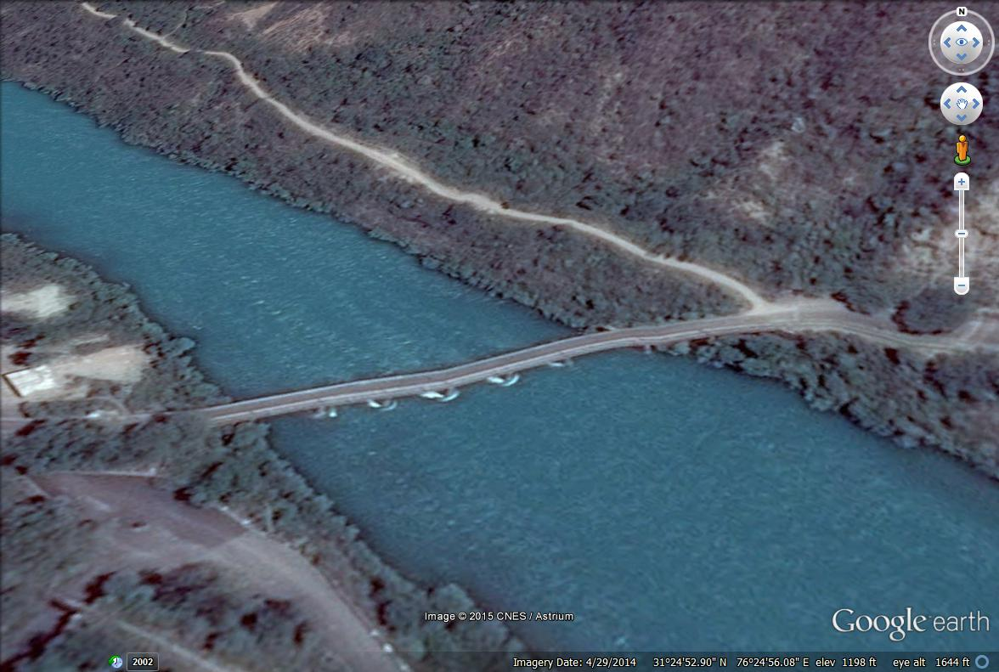 N
Image © 2015 CNES / Astrium
Google earth
2002
Imagery Date: 4/29/2014 31°24'52.90" N 76°24'56.08" E elev 1198 ft eye alt 1644 ft